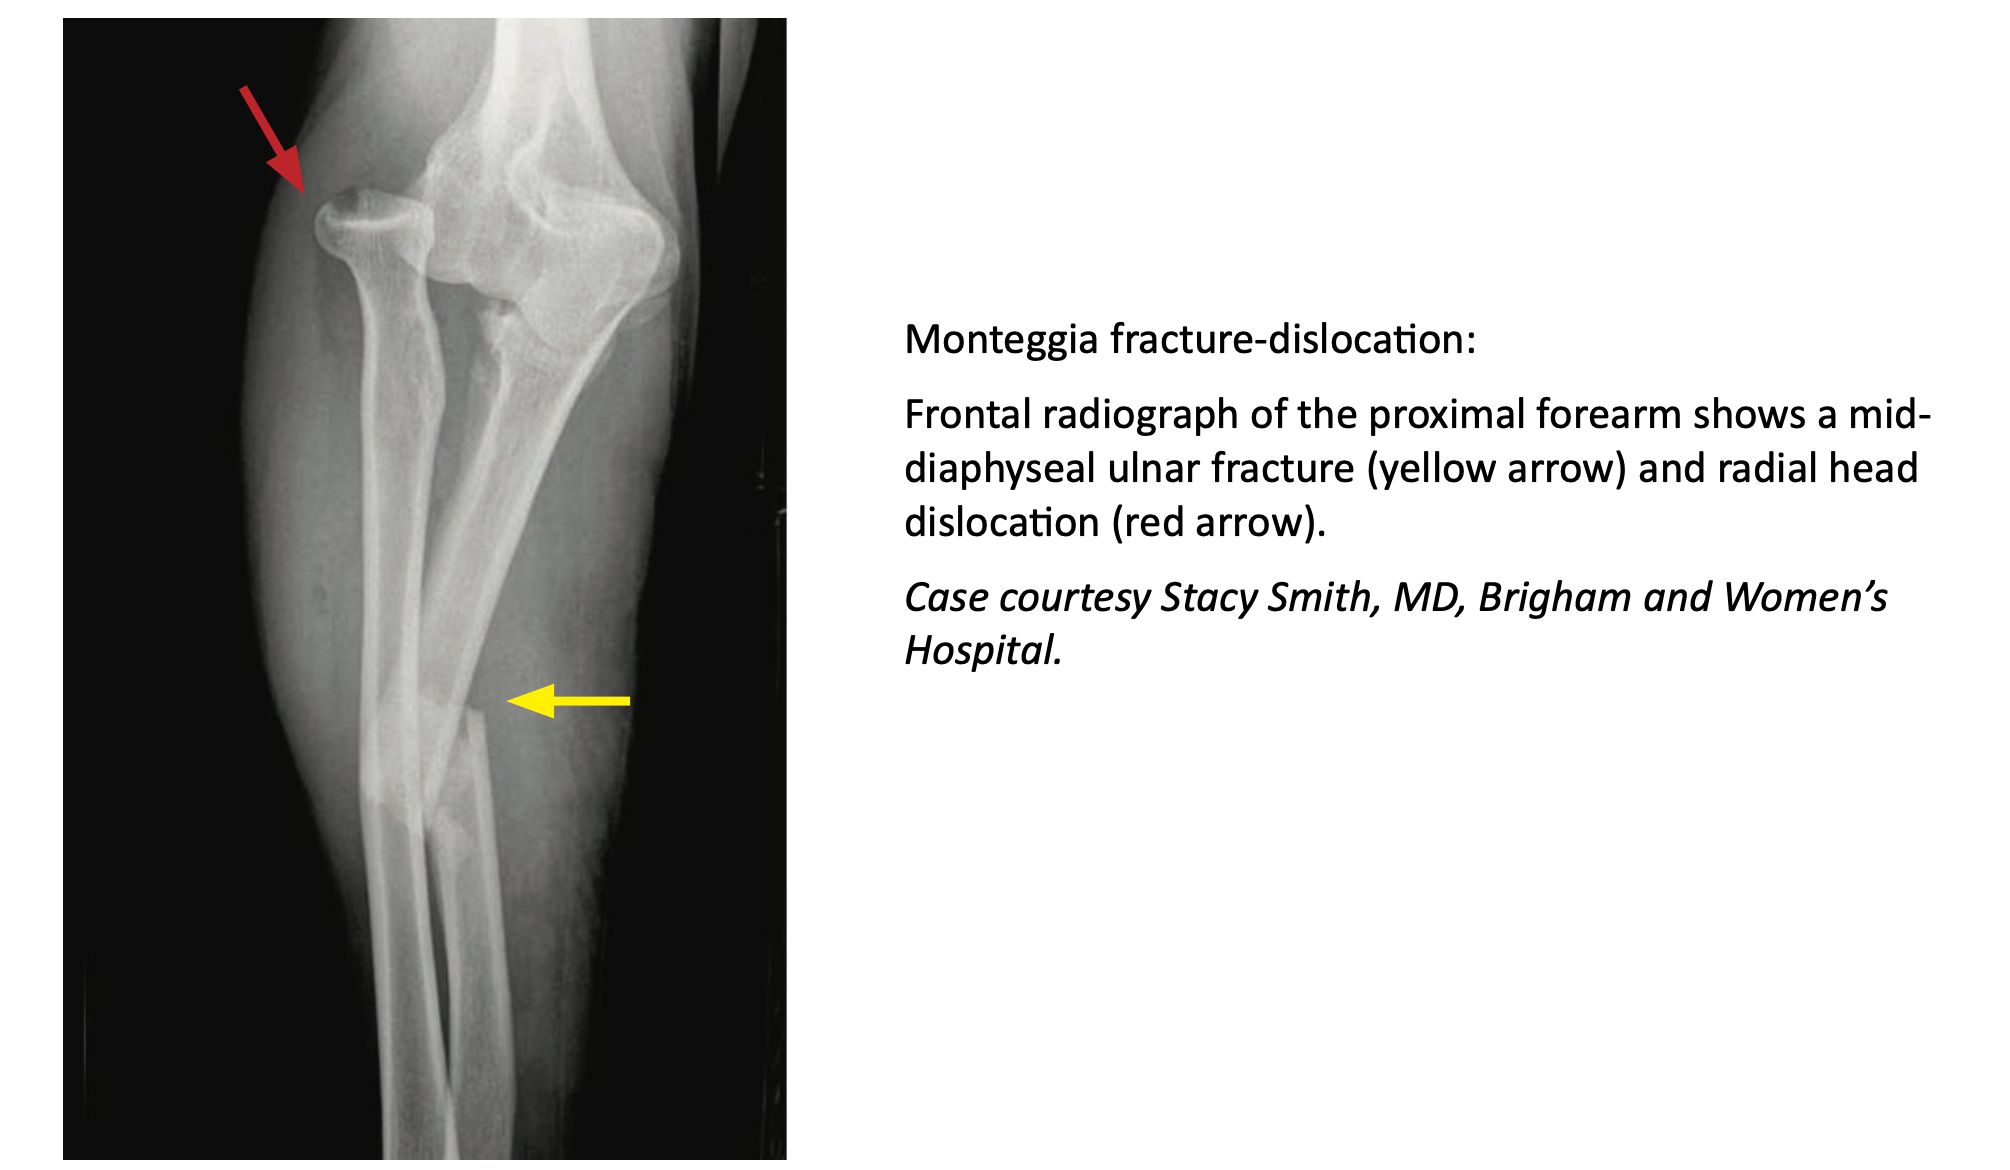 Monteggia fracture-dislocation:
Frontal radiograph of the proximal forearm shows a mid-
diaphyseal ulnar fracture (yellow arrow) and radial head
dislocation (red arrow).
Case courtesy Stacy Smith, MD, Brigham and Women’s
Hospital.